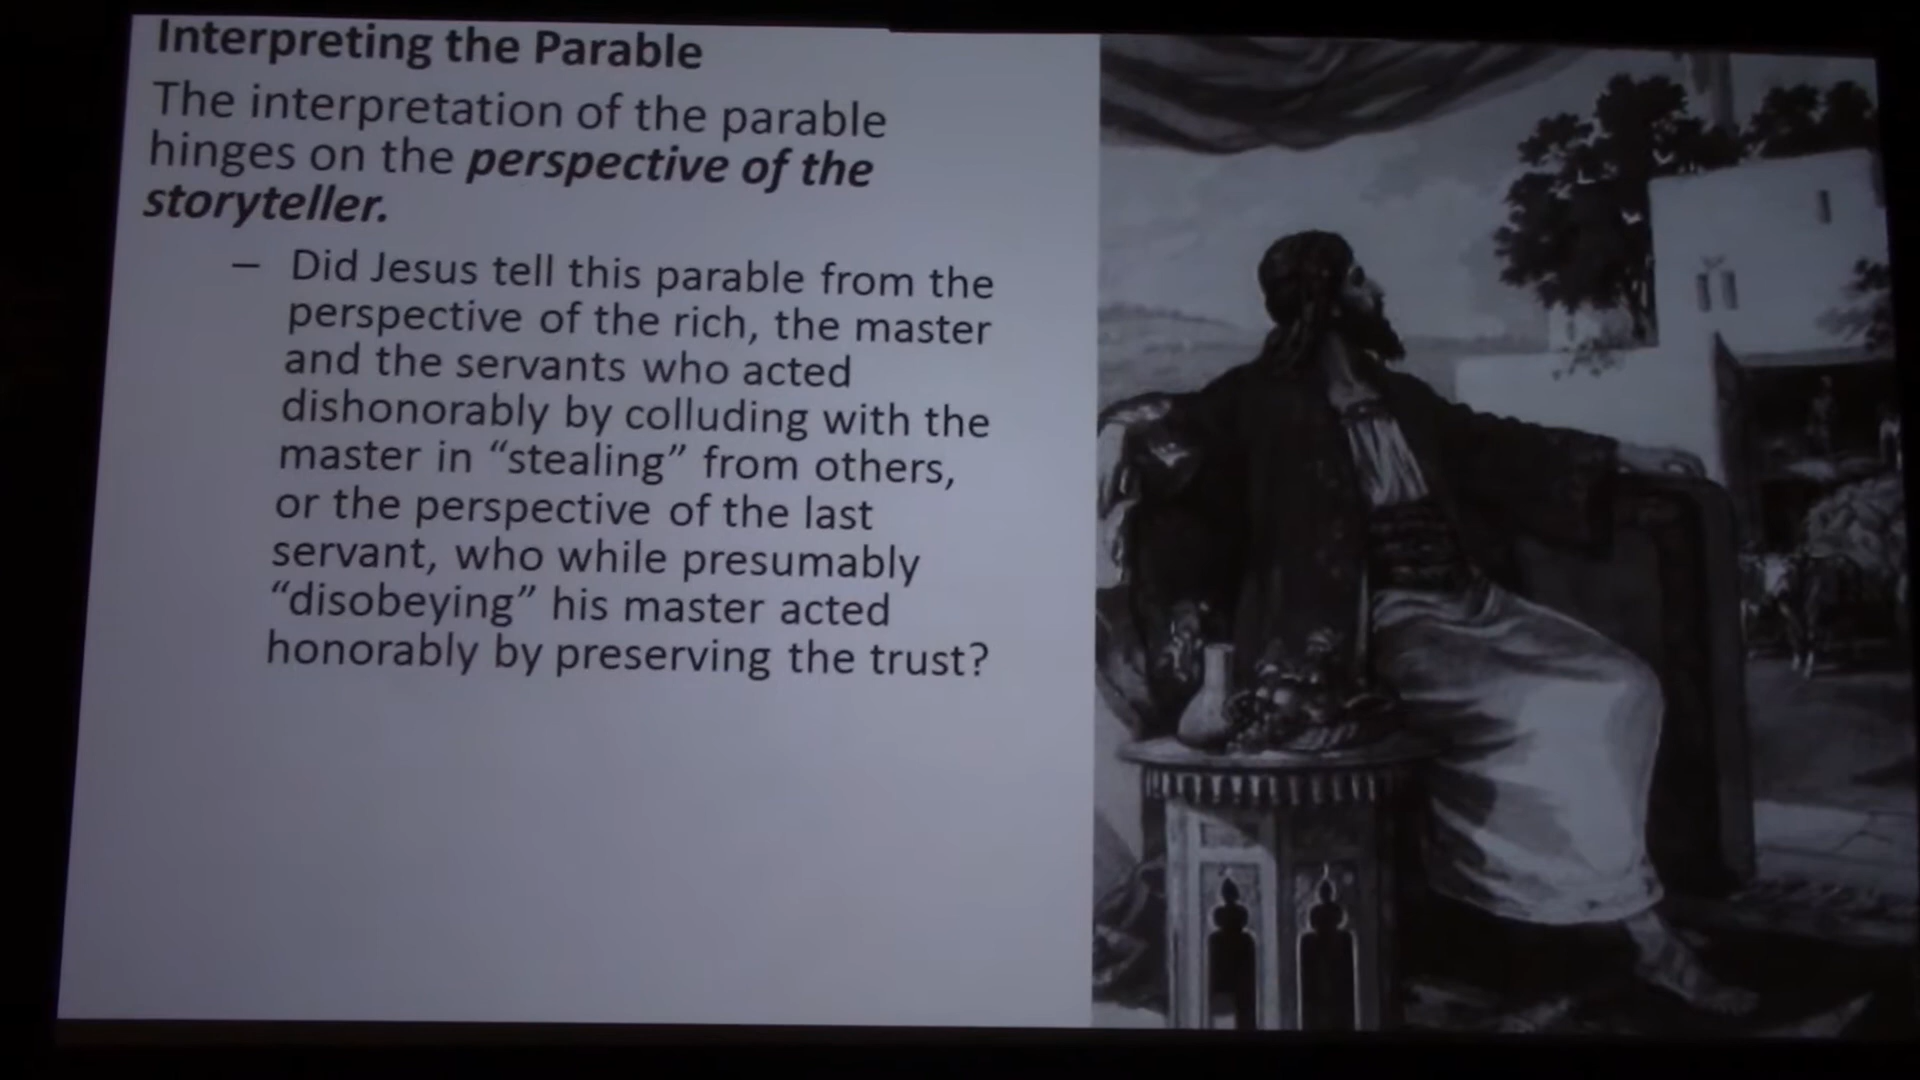 Interpreting the Parable
The interpretation of the parable
hinges on the perspective of the
storyteller.
– Did Jesus tell this parable from the
perspective of the rich, the master
and the servants who acted
dishonorably by colluding with the
master in “stealing” from others,
or the perspective of the last
servant, who while presumably
“disobeying” his master acted
honorably by preserving the trust?